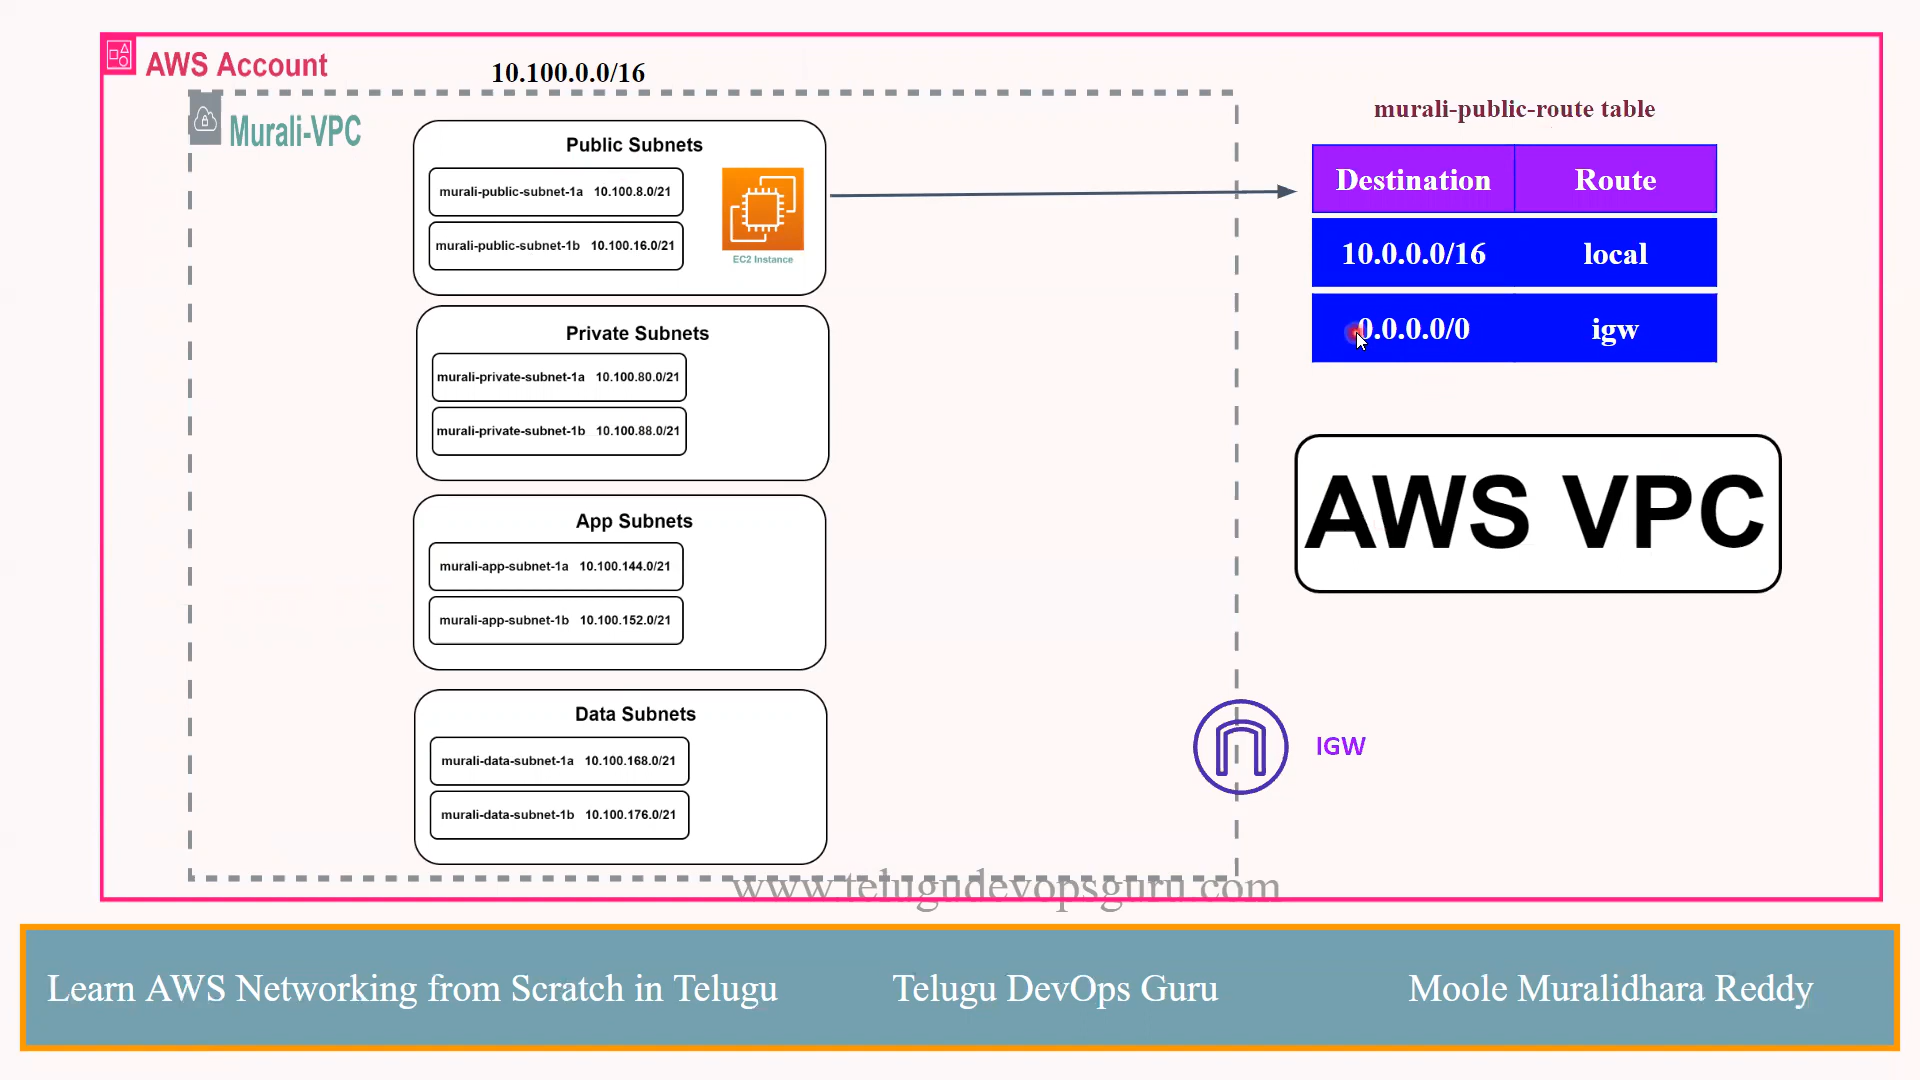 AWS Account
10.100.0.0/16
Murali-VPC
Public Subnets
murali-public-subnet-1a 10.100.8.0/21
murali-public-subnet-1b 10.100.16.0/21
EC2 Instance
Private Subnets
murali-private-subnet-1a 10.100.80.0/21
murali-private-subnet-1b 10.100.88.0/21
App Subnets
murali-app-subnet-1a 10.100.144.0/21
murali-app-subnet-1b 10.100.152.0/21
Data Subnets
murali-data-subnet-1a 10.100.168.0/21
murali-data-subnet-1b 10.100.176.0/21
murali-public-route table
Destination Route
10.0.0.0/16 local
0.0.0.0/0 igw
AWS VPC
IGW
www.telugudevopsguru.com
Learn AWS Networking from Scratch in Telugu Telugu DevOps Guru Moole Muralidhara Reddy